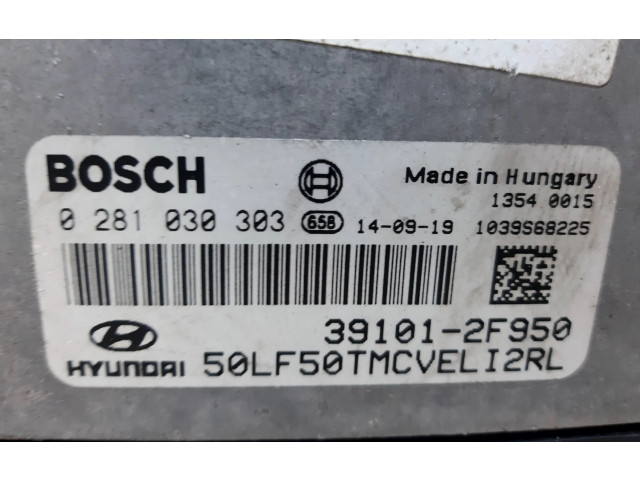 BOSCH
Made in Hungary
1354 0015
0 281 030 303 658 14-09-19 1039S68225
39101-2F950
HYUNDAI 50LF50TMCVELI2RL